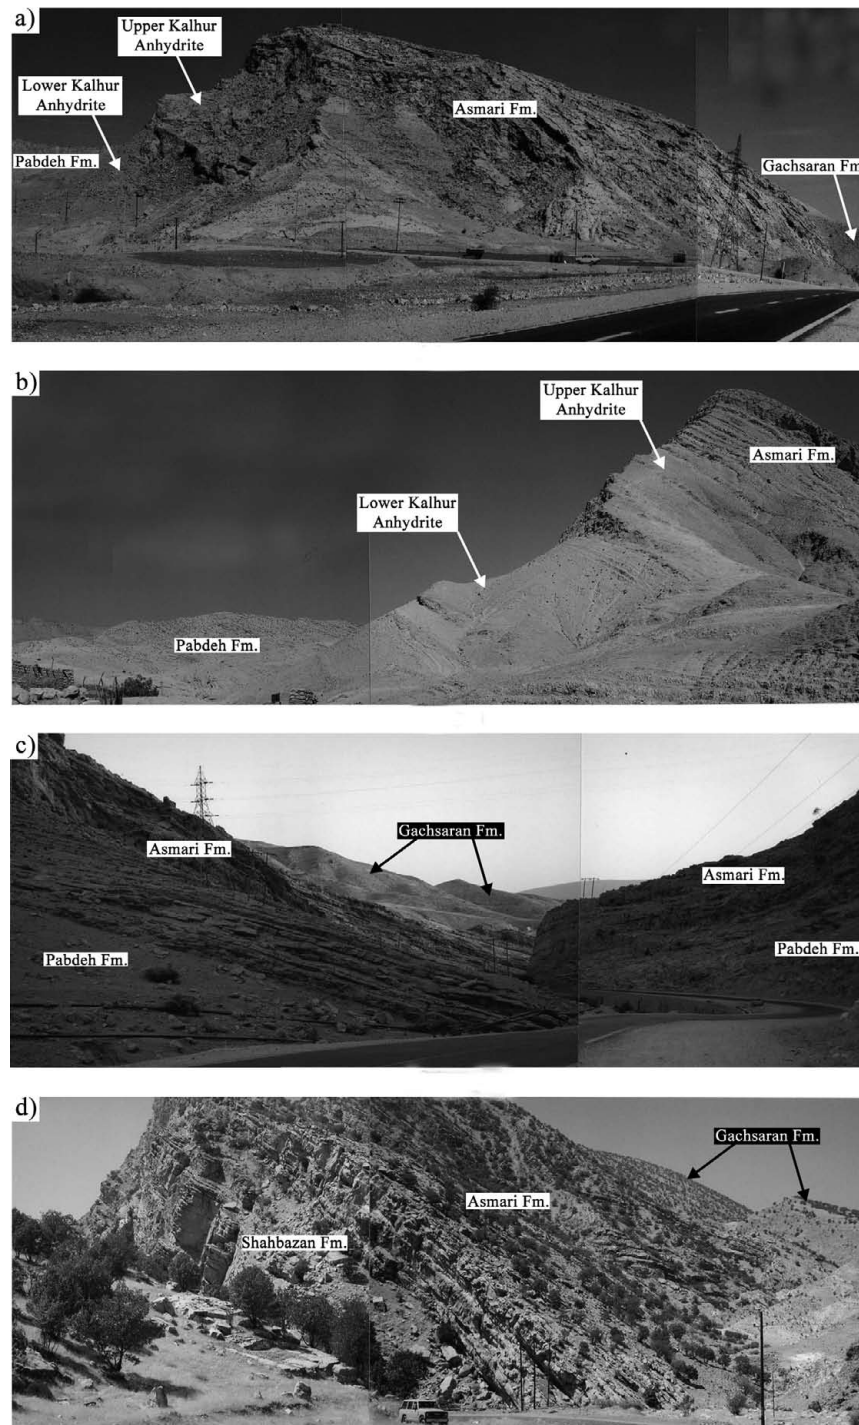 a)
Upper Kalhur
Anhydrite
Lower Kalhur
Anhydrite
Pabdeh Fm.
Asmari Fm.
Gachsaran Fm
b)
Upper Kalhur
Anhydrite
Asmari Fm.
Lower Kalhur
Anhydrite
Pabdeh Fm.
c)
Gachsaran Fm.
Asmari Fm.
Asmari Fm.
Pabdeh Fm.
Pabdeh Fm.
d)
Gachsaran Fm.
Asmari Fm.
Shahbazan Fm.